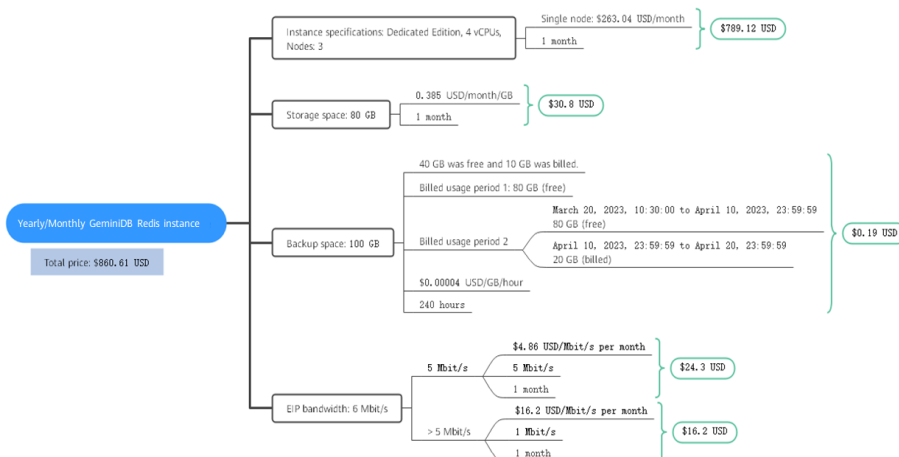 Yearly/Monthly GeminiDB Redis instance
Total price: $860.61 USD
Instance specifications: Dedicated Edition, 4 vCPUs,
Nodes: 3
Single node: $263.04 USD/month
1 month
$789.12 USD
Storage space: 80 GB
0.385 USD/month/GB
1 month
$30.8 USD
Backup space: 100 GB
40 GB was free and 10 GB was billed.
Billed usage period 1: 80 GB (free)
Billed usage period 2
March 20, 2023, 10:30:00 to April 10, 2023, 23:59:59
80 GB (free)
April 10, 2023, 23:59:59 to April 20, 23:59:59
20 GB (billed)
$0.00004 USD/GB/hour
240 hours
$0.19 USD
EIP bandwidth: 6 Mbit/s
5 Mbit/s
$4.86 USD/Mbit/s per month
5 Mbit/s
1 month
$24.3 USD
> 5 Mbit/s
$16.2 USD/Mbit/s per month
1 Mbit/s
1 month
$16.2 USD